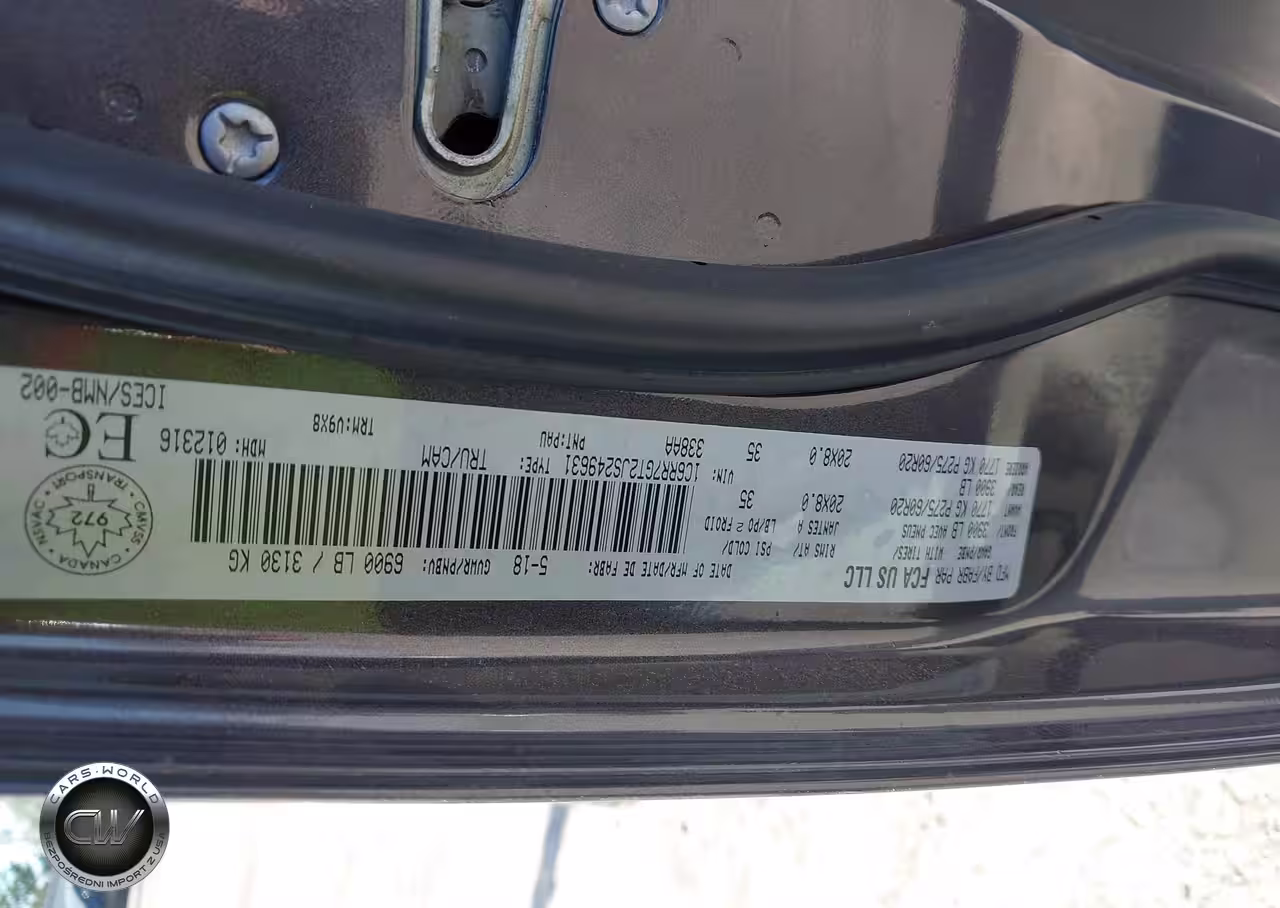 MFD BY/FABR PAR FCA US LLC
DATE OF MFR/DATE DE FABR: 5-18 GVWR/PNBV: 6900 LB / 3130 KG
GAWR/PNBE WITH TIRES/ RIMS AT/ PSI COLD/
AVEC PNEUS JANTES A LB/PO 2 FROID
FRONT/
AVANT 3900 LB
1770 KG P275/60R20 20X8.0 35
REAR/
ARRIERE 3900 LB
1770 KG P275/60R20 20X8.0 35
VIN: 1C6RR7GT2JS249631 TYPE: TRU/CAM
338AA PNT:PAU TRM:V9X8 MDH: 012316
EC
ICES/NMB-002
CANADA • TRANSPORT • CAN
972
CARS•WORLD
CW
BEZPOŚREDNI IMPORT Z USA